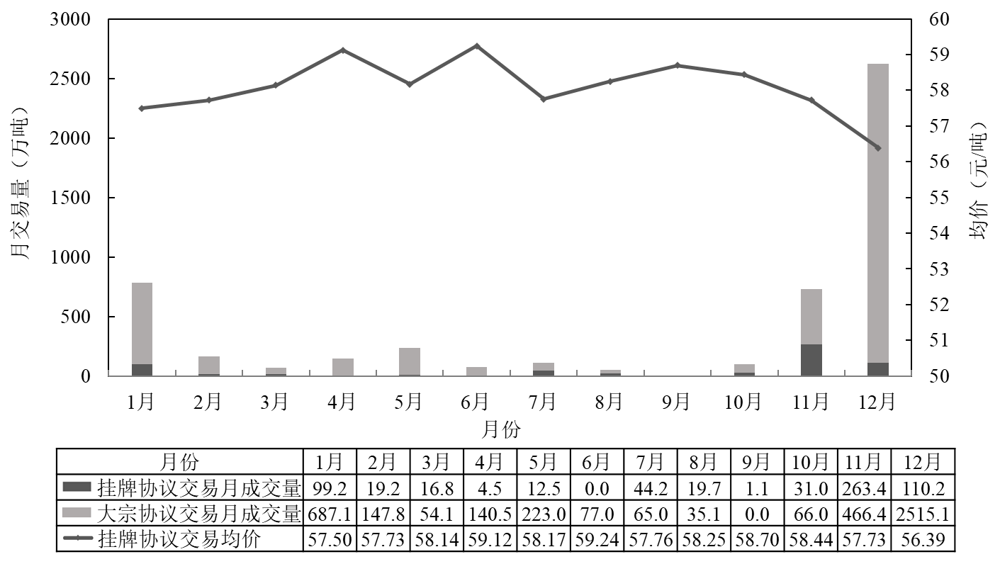 3000
2500
2000
1500
1000
500
0
月交易量（万吨）
60
59
58
57
56
55
54
53
52
51
50
均价（元/吨）
1月 2月 3月 4月 5月 6月 7月 8月 9月 10月 11月 12月
月份
月份 1月 2月 3月 4月 5月 6月 7月 8月 9月 10月 11月 12月
挂牌协议交易月成交量 99.2 19.2 16.8 4.5 12.5 0.0 44.2 19.7 1.1 31.0 263.4 110.2
大宗协议交易月成交量 687.1 147.8 54.1 140.5 223.0 77.0 65.0 35.1 0.0 66.0 466.4 2515.1
挂牌协议交易均价 57.50 57.73 58.14 59.12 58.17 59.24 57.76 58.25 58.70 58.44 57.73 56.39